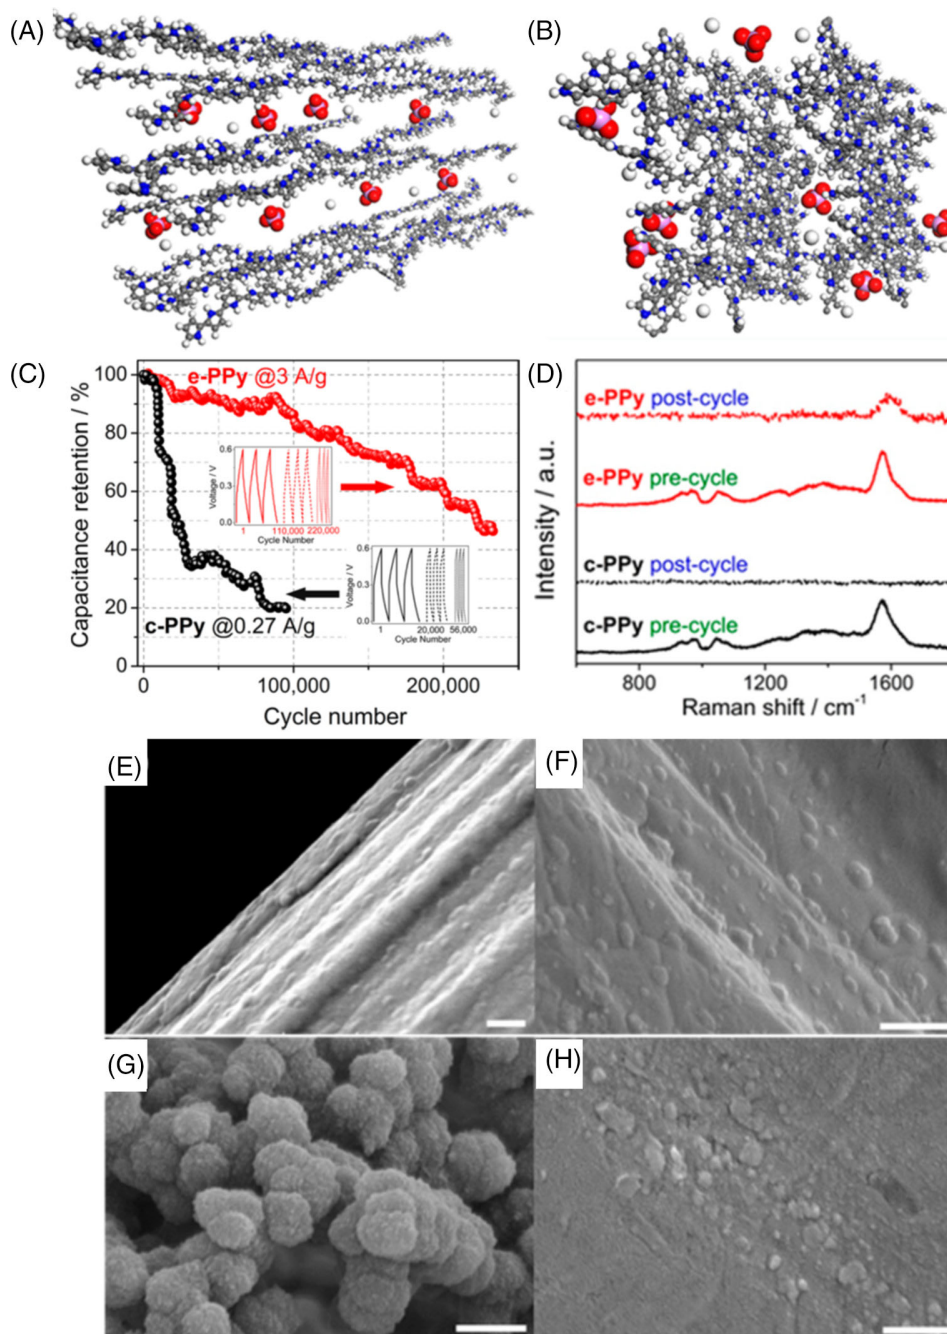 (A)
(B)
(C)
100
80
60
40
20
0
Capacitance retention / %
e-PPy @3 A/g
0.6
0.3
0.0
Voltage / V
1 110,000 220,000
Cycle Number
0.6
0.3
0.0
Voltage / V
1 20,000 56,000
Cycle Number
c-PPy @0.27 A/g
0 100,000 200,000
Cycle number
(D)
Intensity / a.u.
e-PPy post-cycle
e-PPy pre-cycle
c-PPy post-cycle
c-PPy pre-cycle
800 1200 1600
Raman shift / cm-1
(E)
(F)
(G)
(H)